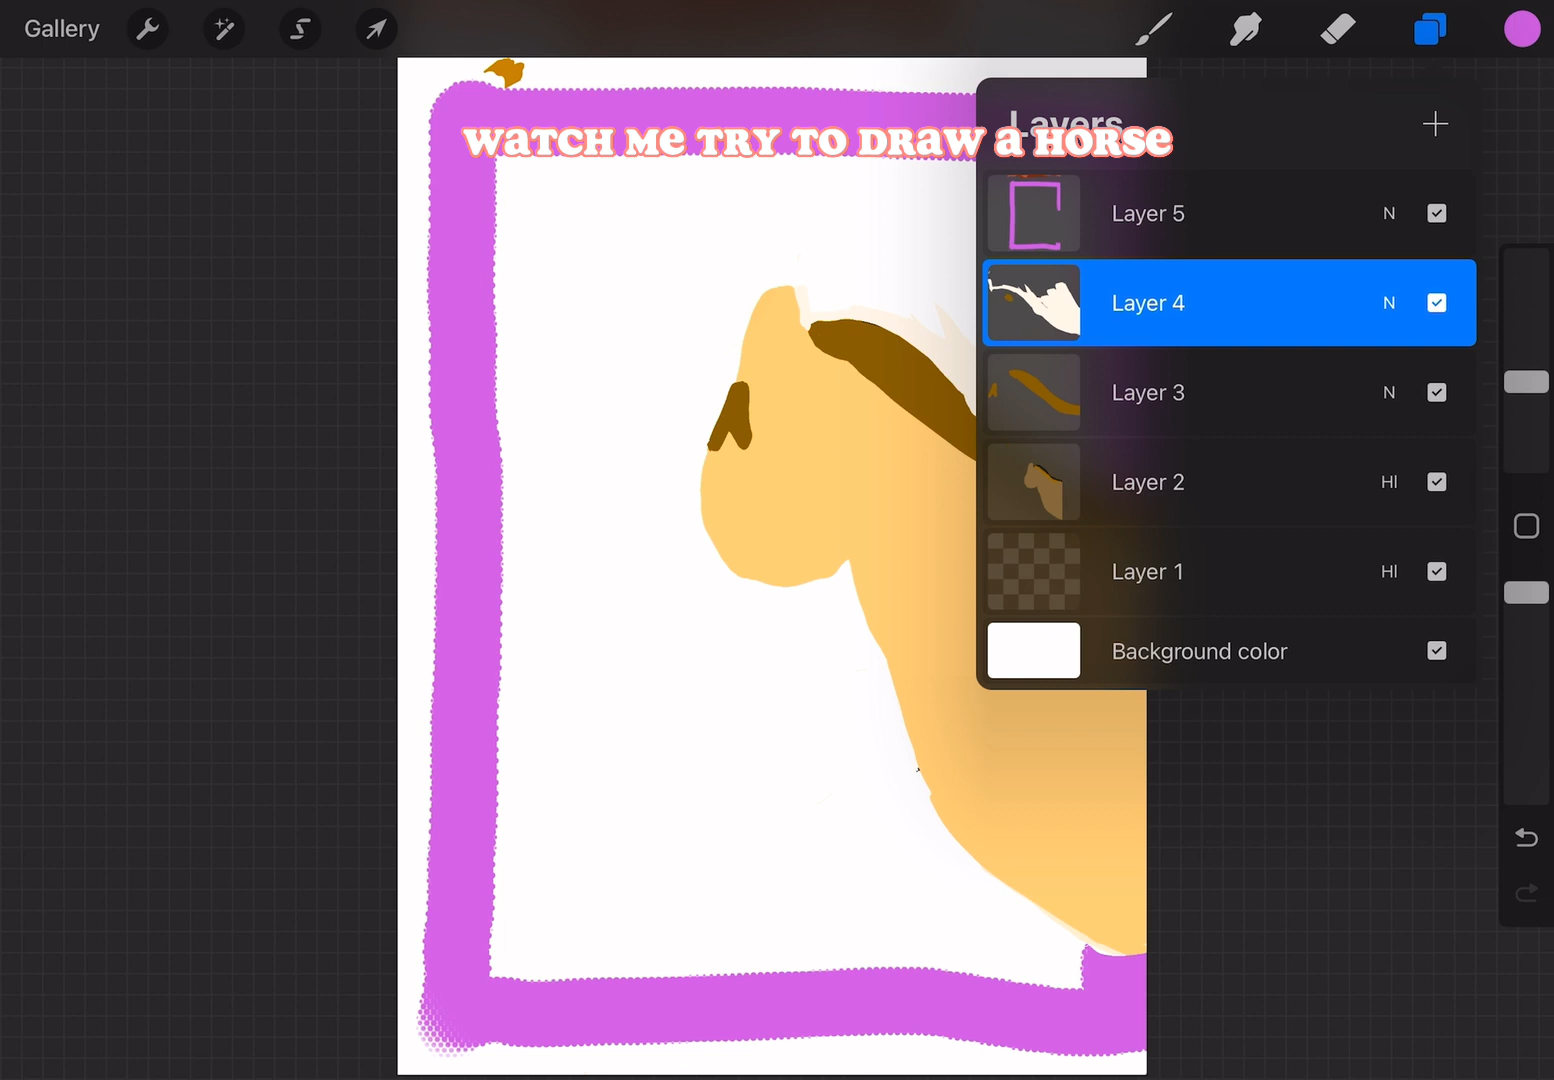 Gallery
Layers
WATCH ME TRY TO DRAW A HORSE
Layer 5 N
Layer 4 N
Layer 3 N
Layer 2 HI
Layer 1 HI
Background color